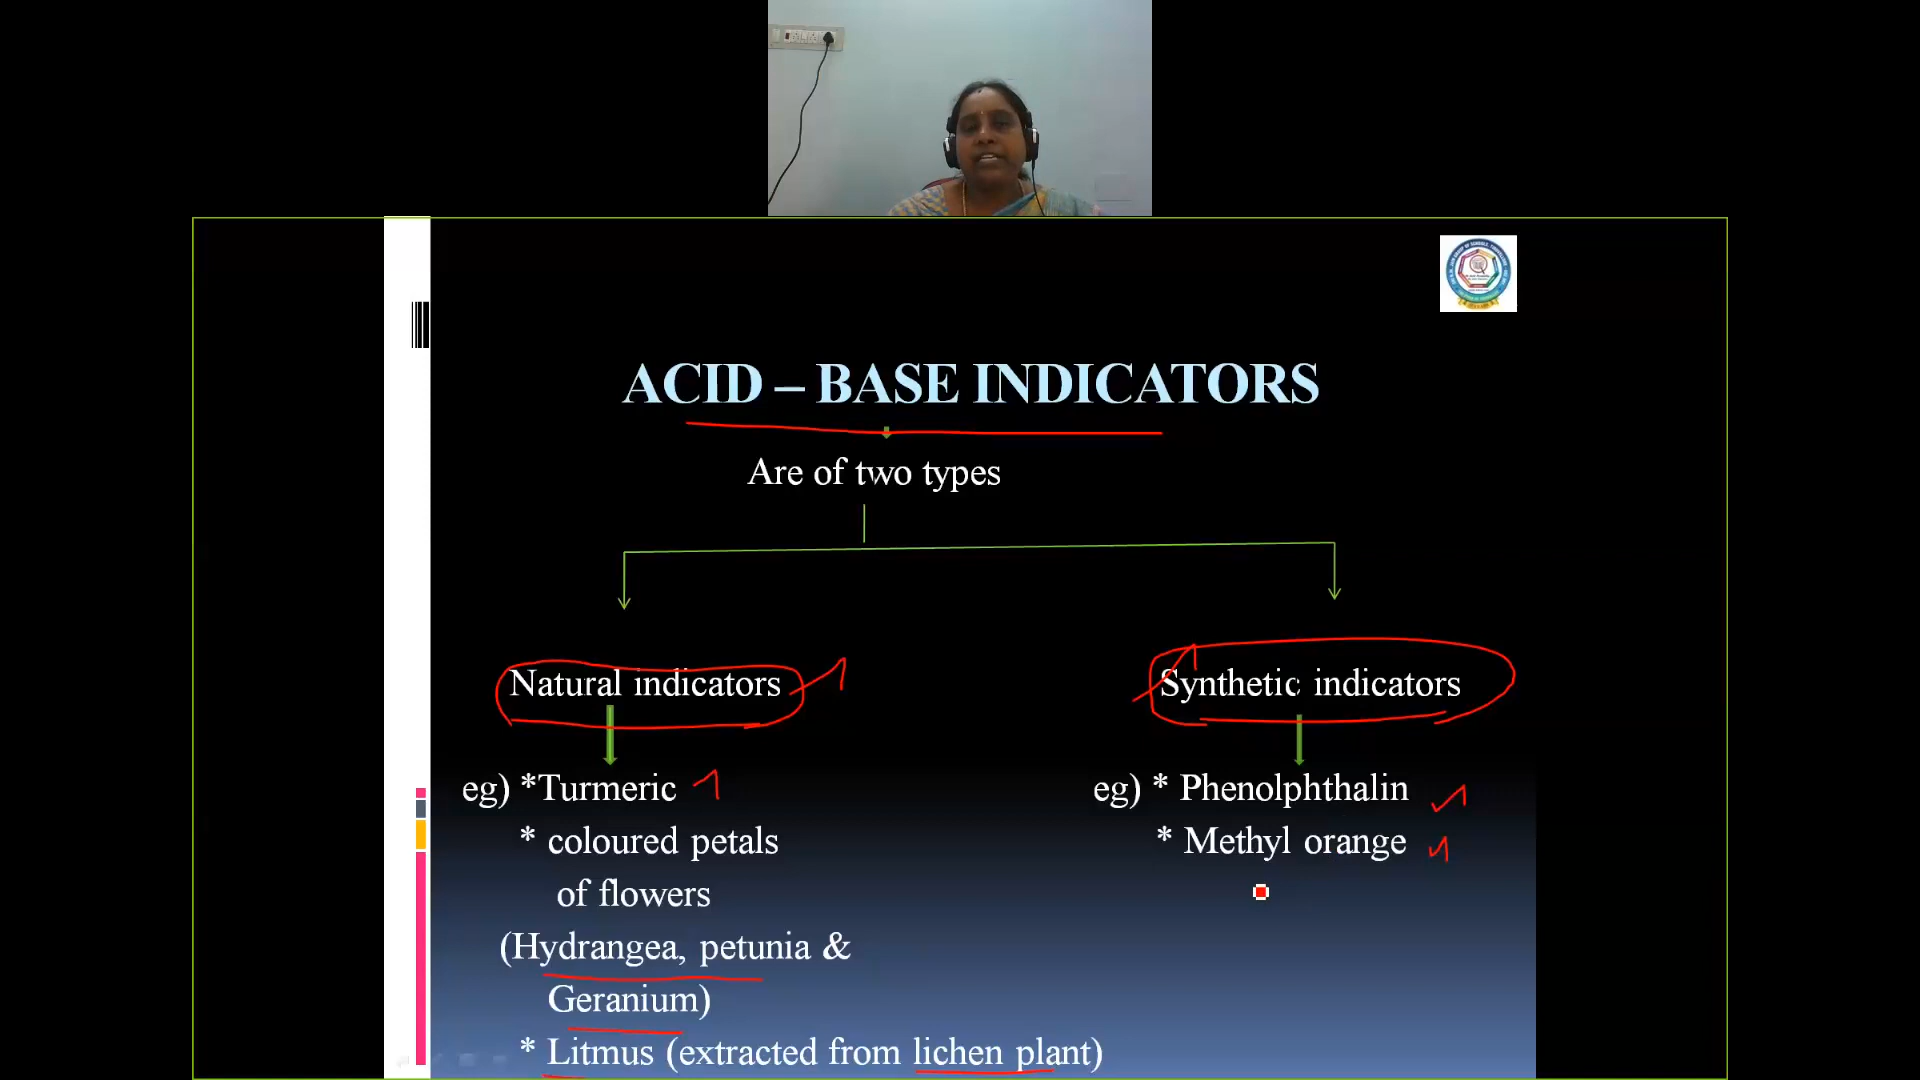 ACID – BASE INDICATORS
Are of two types
Natural indicators
Synthetic indicators
eg) *Turmeric
* coloured petals
of flowers
(Hydrangea, petunia &
Geranium)
* Litmus (extracted from lichen plant)
eg) * Phenolphthalin
* Methyl orange